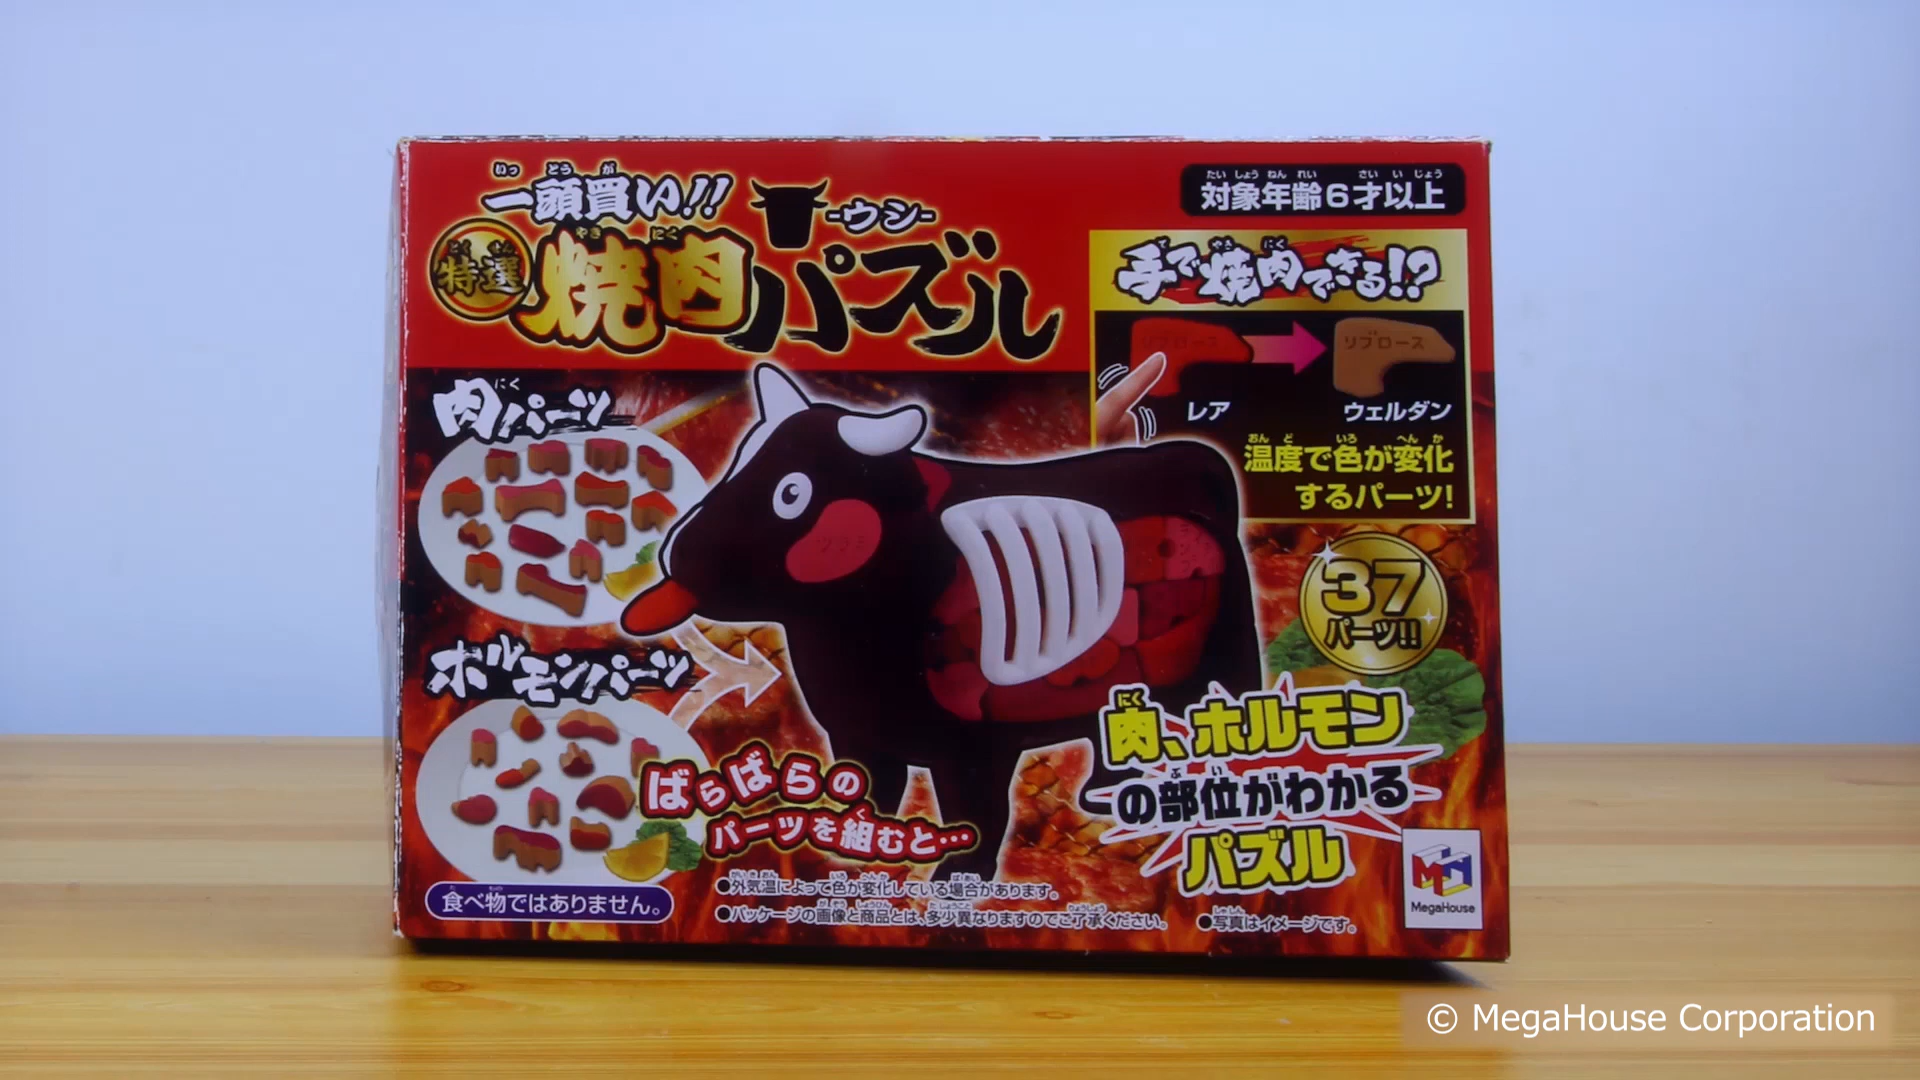 一頭買い!!
特選
焼肉パズル
-ウシ-
対象年齢6才以上
手で焼肉できる!?
リブロース
リブロース
レア
ウェルダン
温度で色が変化
するパーツ!
肉パーツ
ツラミ
37
パーツ!!
ホルモンパーツ
ばらばらの
パーツを組むと…
肉、ホルモン
の部位がわかる
パズル
食べ物ではありません。
●外気温によって色が変化している場合があります。
●パッケージの画像と商品とは、多少異なりますのでご了承ください。
●写真はイメージです。
MegaHouse
© MegaHouse Corporation